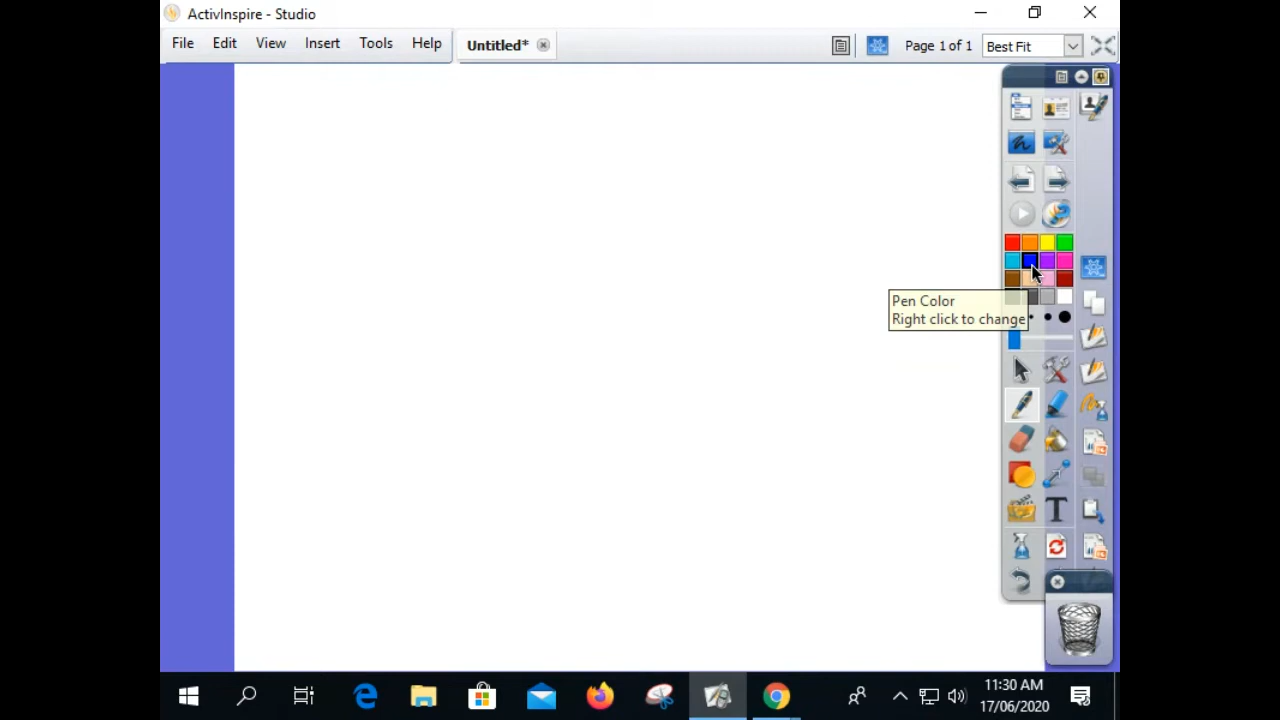 ActivInspire - Studio
File Edit View Insert Tools Help Untitled* Page 1 of 1 Best Fit
Pen Color
Right click to change
T
11:30 AM
17/06/2020